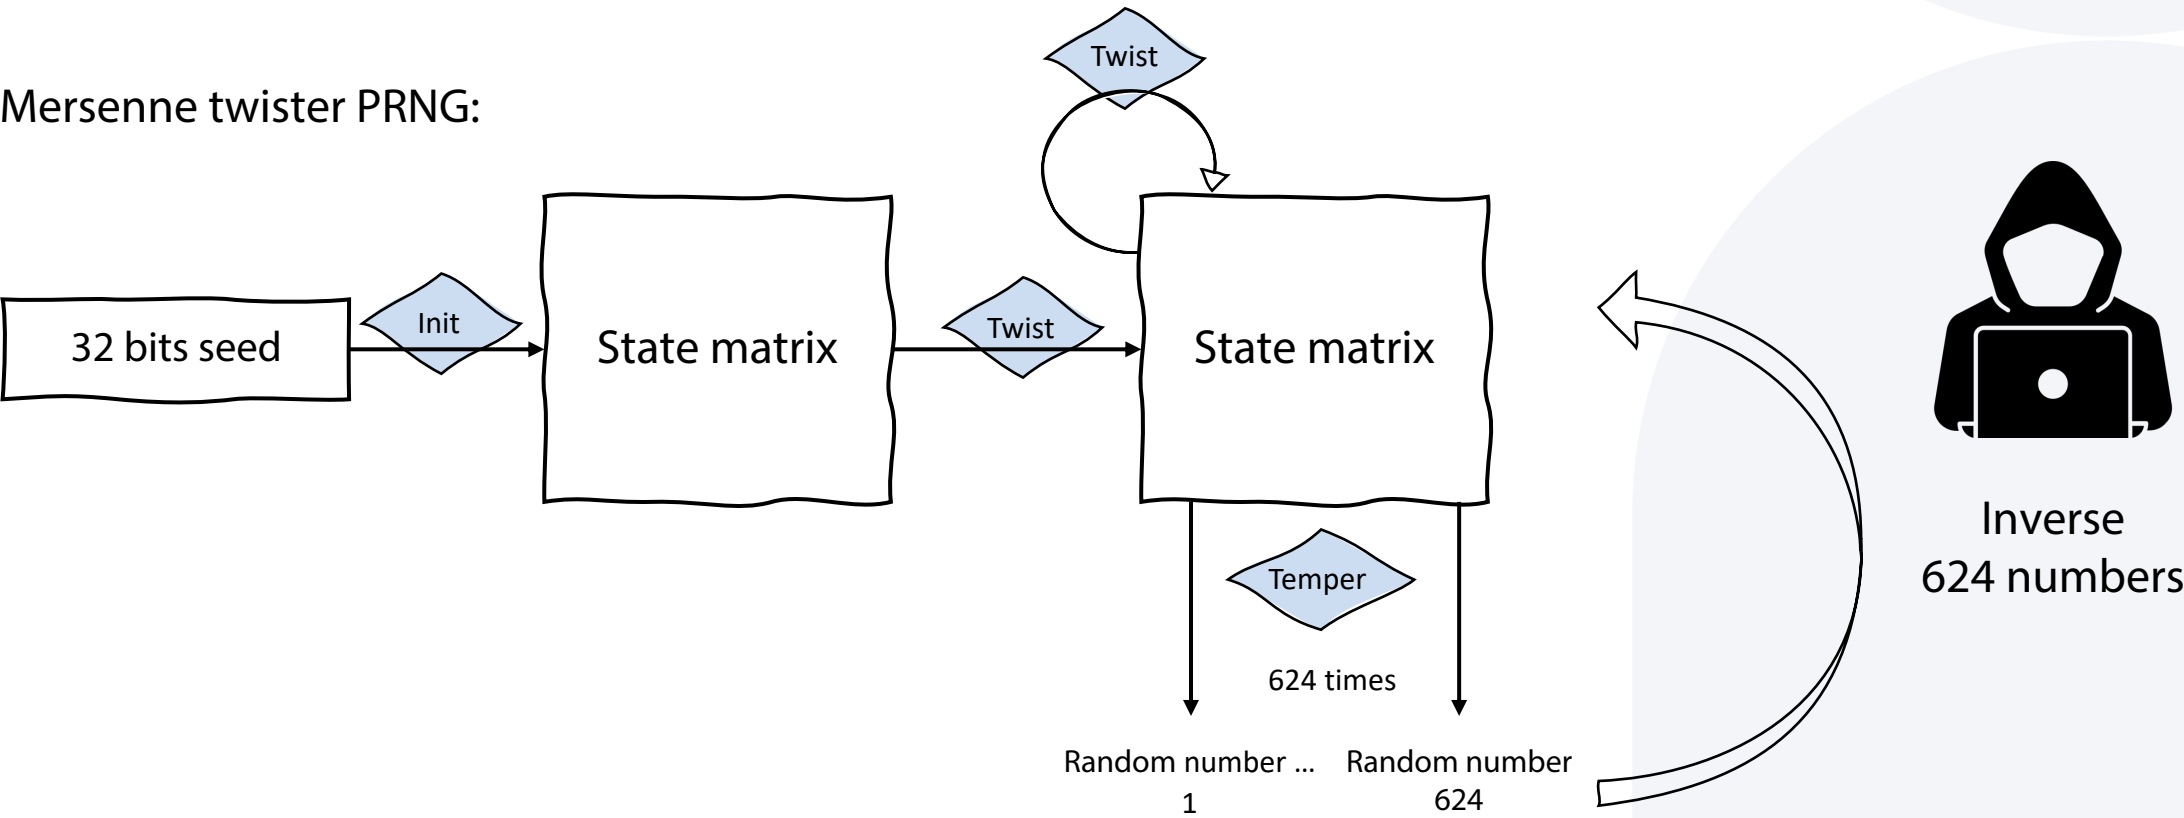 Mersenne twister PRNG:
Twist
32 bits seed
Init
State matrix
Twist
State matrix
Temper
624 times
Random number ...
1
Random number
624
Inverse
624 numbers